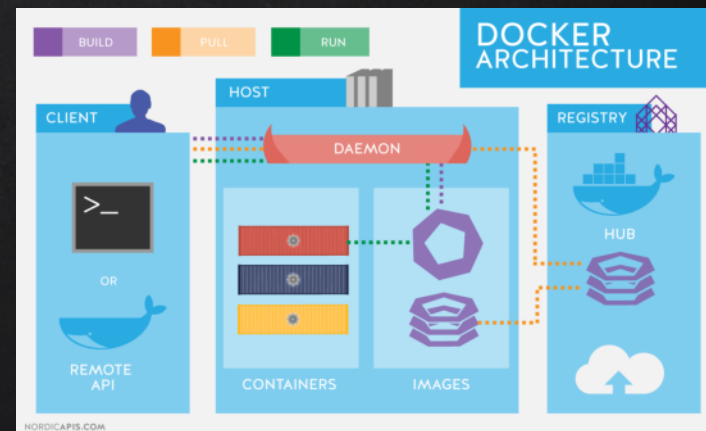 BUILD
PULL
RUN
DOCKER
ARCHITECTURE
HOST
CLIENT
REGISTRY
DAEMON
>_
OR
HUB
REMOTE
API
CONTAINERS
IMAGES
NORDICAPIS.COM